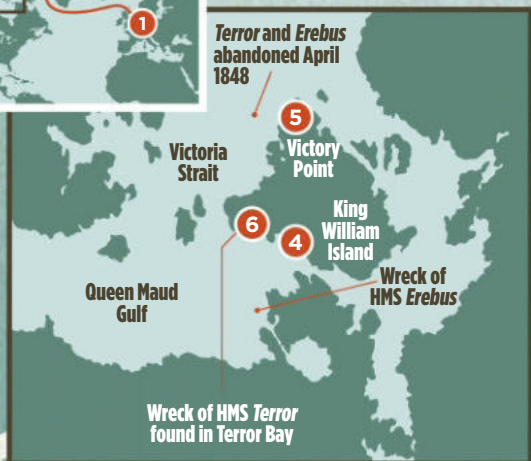 1
Terror and Erebus
abandoned April
1848
5
Victory
Point
Victoria
Strait
King
William
Island
6
4
Wreck of
HMS Erebus
Queen Maud
Gulf
Wreck of HMS Terror
found in Terror Bay